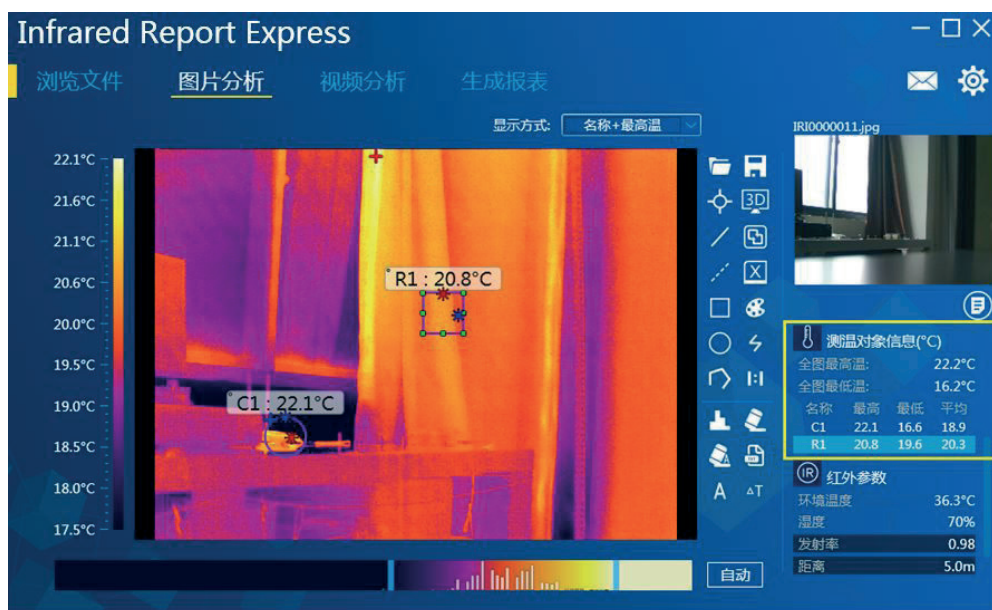 Infrared Report Express
浏览文件 图片分析 视频分析 生成报表
显示方式: 名称+最高温
IRI0000011.jpg
22.1°C
21.6°C
21.1°C
20.6°C
20.0°C
19.5°C
19.0°C
18.5°C
18.0°C
17.5°C
R1 : 20.8°C
C1 : 22.1°C
3D
X
1:1
A ΔT
测温对象信息(°C)
全图最高温: 22.2°C
全图最低温: 16.2°C
名称 最高 最低 平均
C1 22.1 16.6 18.9
R1 20.8 19.6 20.3
IR 红外参数
环境温度 36.3°C
湿度 70%
发射率 0.98
距离 5.0m
自动